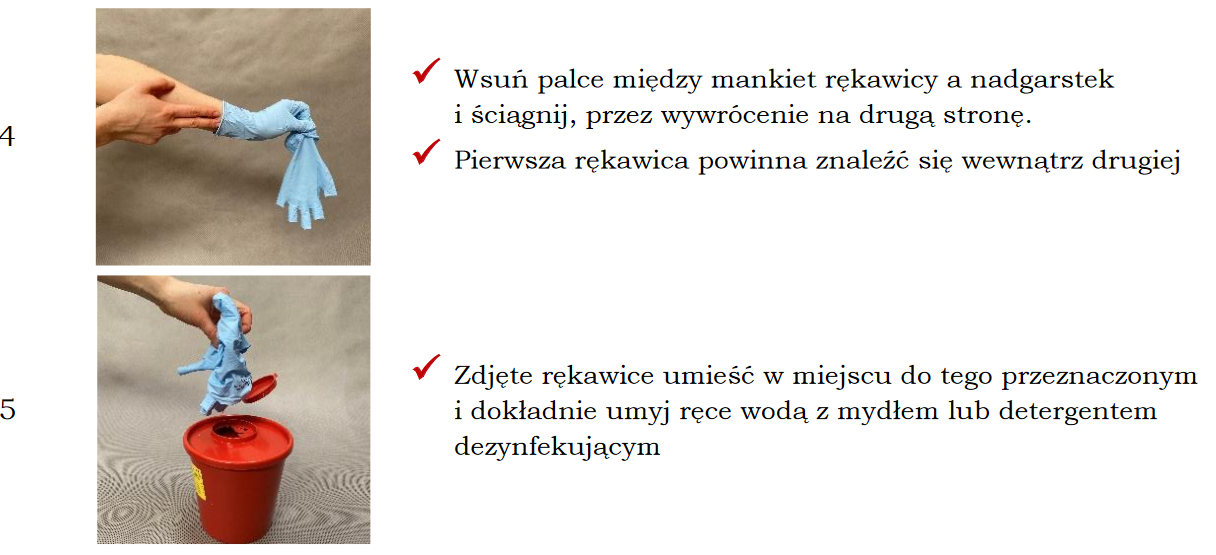 4
✓ Wsuń palce między mankiet rękawicy a nadgarstek
i ściągnij, przez wywrócenie na drugą stronę.
✓ Pierwsza rękawica powinna znaleźć się wewnątrz drugiej
5
✓ Zdjęte rękawice umieść w miejscu do tego przeznaczonym
i dokładnie umyj ręce wodą z mydłem lub detergentem
dezynfekującym